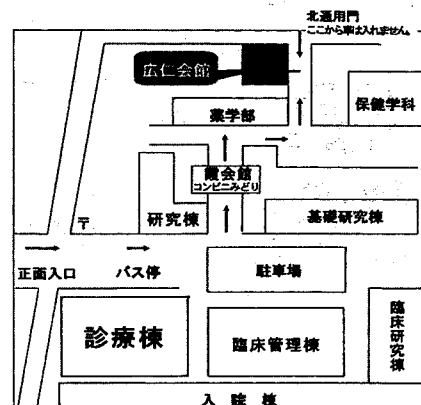 北通用門
ここから車は入れません。
広仁会館
薬学部
保健学科
霞会館
コンビニみどり
研究棟
基礎研究棟
〒
正面入口
バス停
駐車場
診療棟
臨床管理棟
臨床研究棟
入院棟